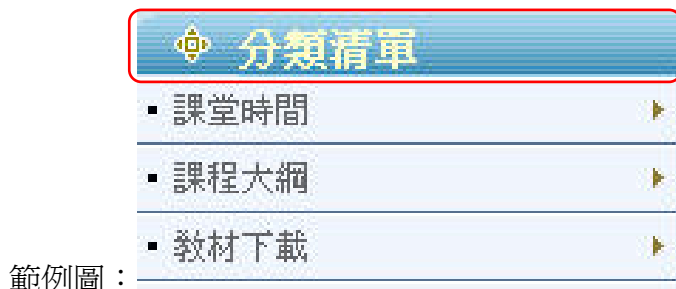 分類清單
課堂時間
課程大綱
教材下載
範例圖：